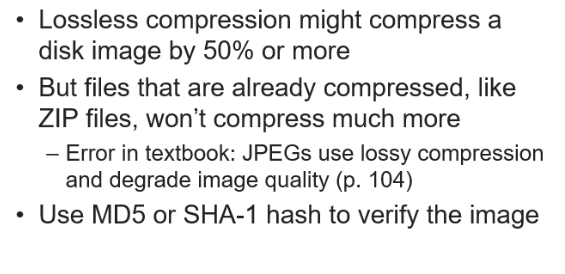 • Lossless compression might compress a
disk image by 50% or more
• But files that are already compressed, like
ZIP files, won't compress much more
– Error in textbook: JPEGs use lossy compression
and degrade image quality (p. 104)
• Use MD5 or SHA-1 hash to verify the image